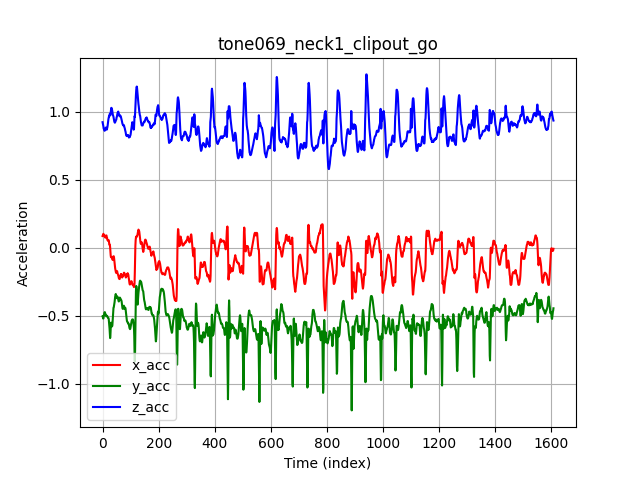 tone069_neck1_clipout_go
Acceleration
1.0
0.5
0.0
−0.5
−1.0
x_acc
y_acc
z_acc
0 200 400 600 800 1000 1200 1400 1600
Time (index)